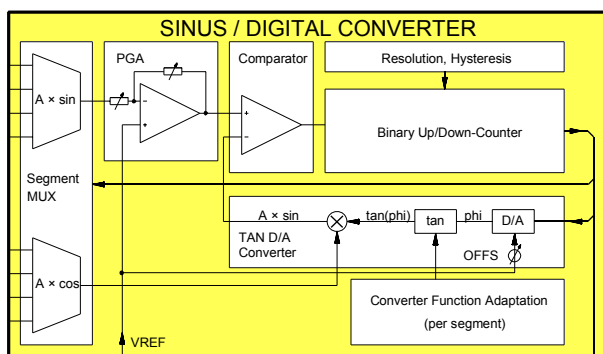 SINUS / DIGITAL CONVERTER
PGA
Comparator
Resolution, Hysteresis
A × sin
−
+
+
−
Binary Up/Down-Counter
Segment
MUX
A × sin
tan(phi)
tan
phi
D/A
TAN D/A
Converter
OFFS
A × cos
Converter Function Adaptation
(per segment)
VREF